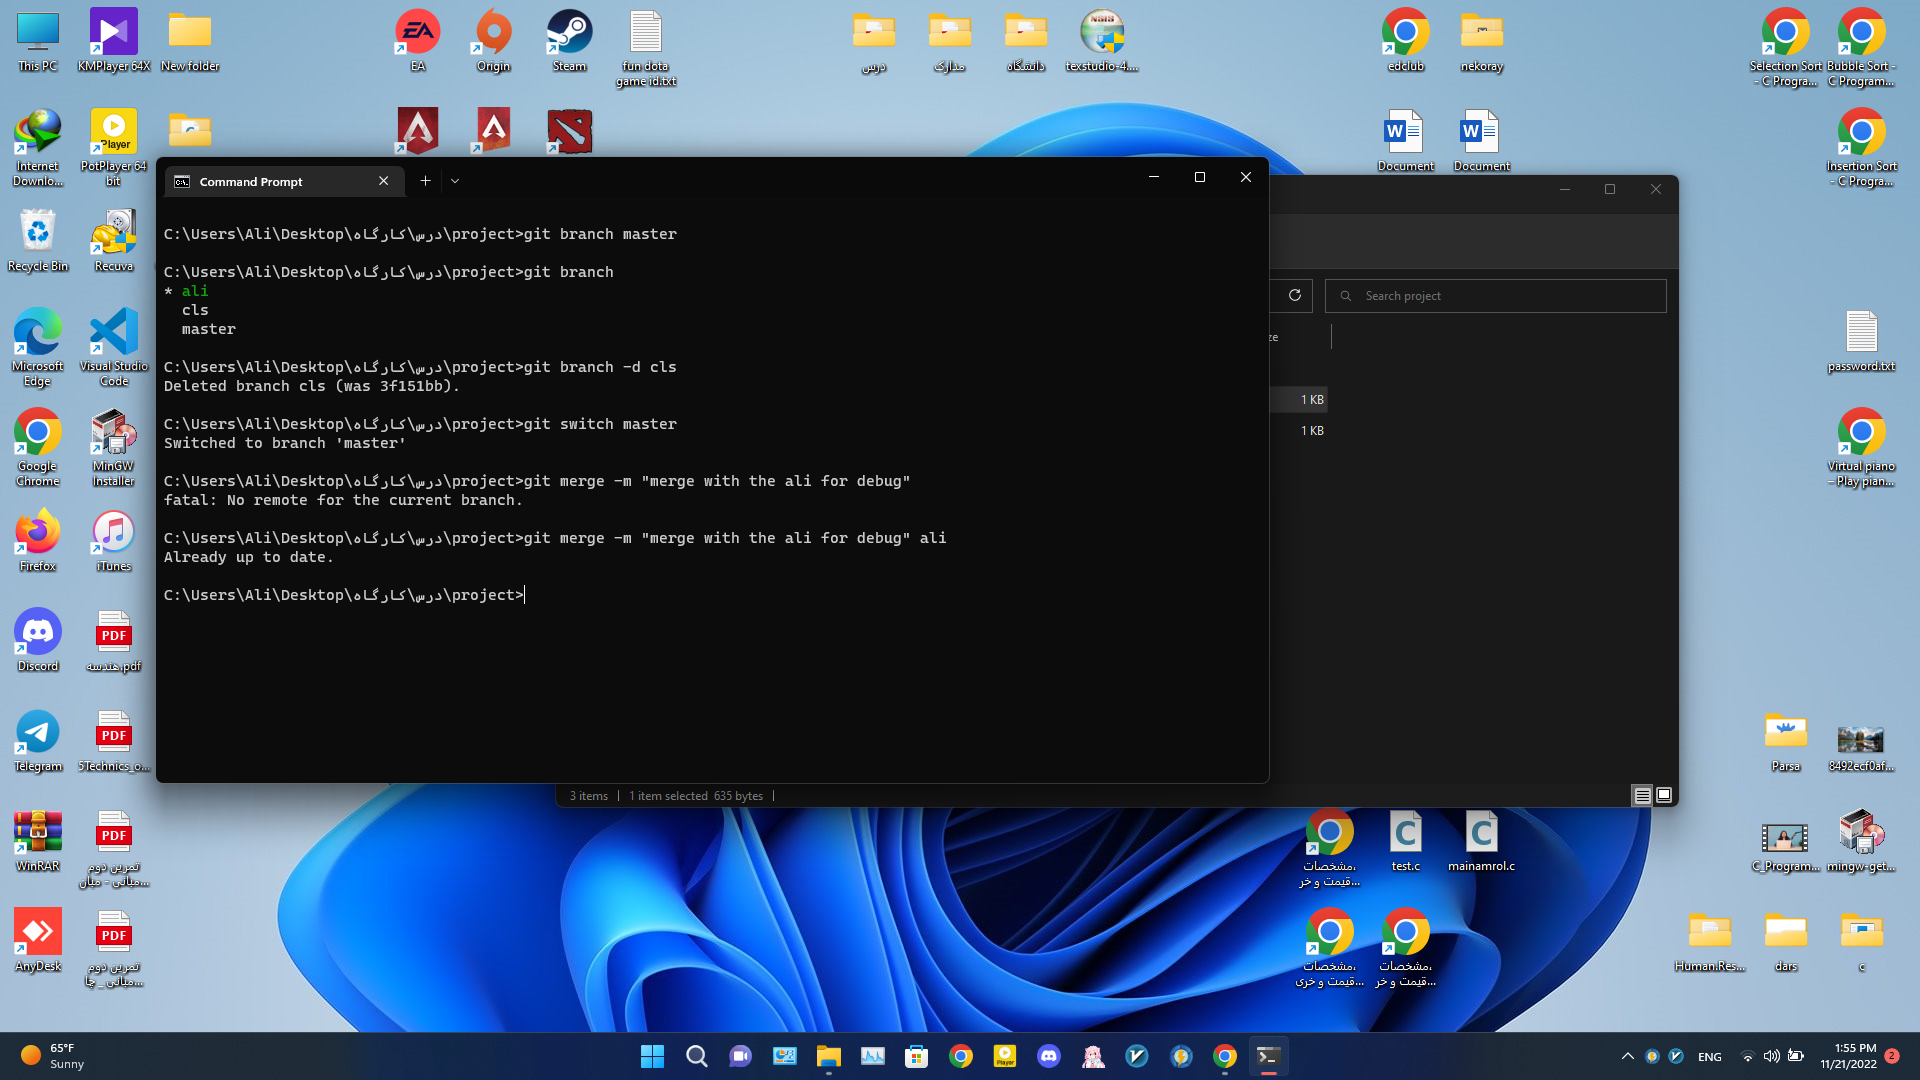 This PC
KMPlayer 64X
New folder
EA
Origin
Steam
fun dota
game id.txt
درس
مدارک
دانشگاه
texstudio-4....
edclub
nekoray
Selection Sort
- C Progra...
Bubble Sort -
C Program...
Internet
Downlo...
PotPlayer 64
bit
Document
Document
Insertion Sort
- C Progra...
Command Prompt
C:\Users\Ali\Desktop\درس\کارگاه\project>git branch master
C:\Users\Ali\Desktop\درس\کارگاه\project>git branch
* ali
cls
master
C:\Users\Ali\Desktop\درس\کارگاه\project>git branch -d cls
Deleted branch cls (was 3f151bb).
C:\Users\Ali\Desktop\درس\کارگاه\project>git switch master
Switched to branch 'master'
C:\Users\Ali\Desktop\درس\کارگاه\project>git merge -m "merge with the ali for debug"
fatal: No remote for the current branch.
C:\Users\Ali\Desktop\درس\کارگاه\project>git merge -m "merge with the ali for debug" ali
Already up to date.
C:\Users\Ali\Desktop\درس\کارگاه\project>
Search project
ze
1 KB
1 KB
3 items
1 item selected 635 bytes
Recycle Bin
Recuva
Microsoft
Edge
Visual Studio
Code
password.txt
Google
Chrome
MinGW
Installer
Virtual piano
– Play pian...
Firefox
iTunes
Discord
هندسه.pdf
Telegram
5Technics_o...
Parsa
8492ecf0af...
WinRAR
تمرین دوم
مبانی - مبان...
مشخصات،
قیمت و خر...
test.c
mainamrol.c
C_Program...
mingw-get...
AnyDesk
تمرین دوم
مبانی _ چا...
مشخصات،
قیمت و خری...
مشخصات،
قیمت و خر...
Human.Res...
dars
c
65°F
Sunny
ENG
1:55 PM
11/21/2022
2